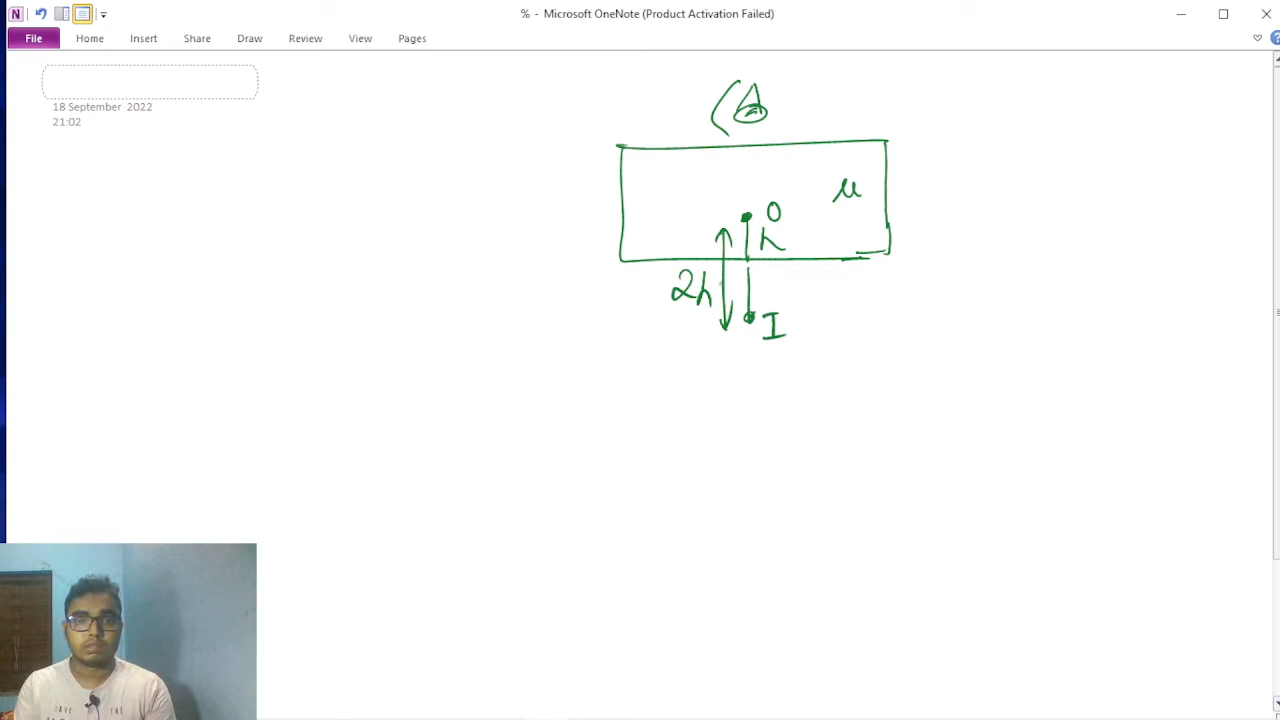 % - Microsoft OneNote (Product Activation Failed)
File Home Insert Share Draw Review View Pages
18 September 2022
21:02
μ
O
h
2h
I